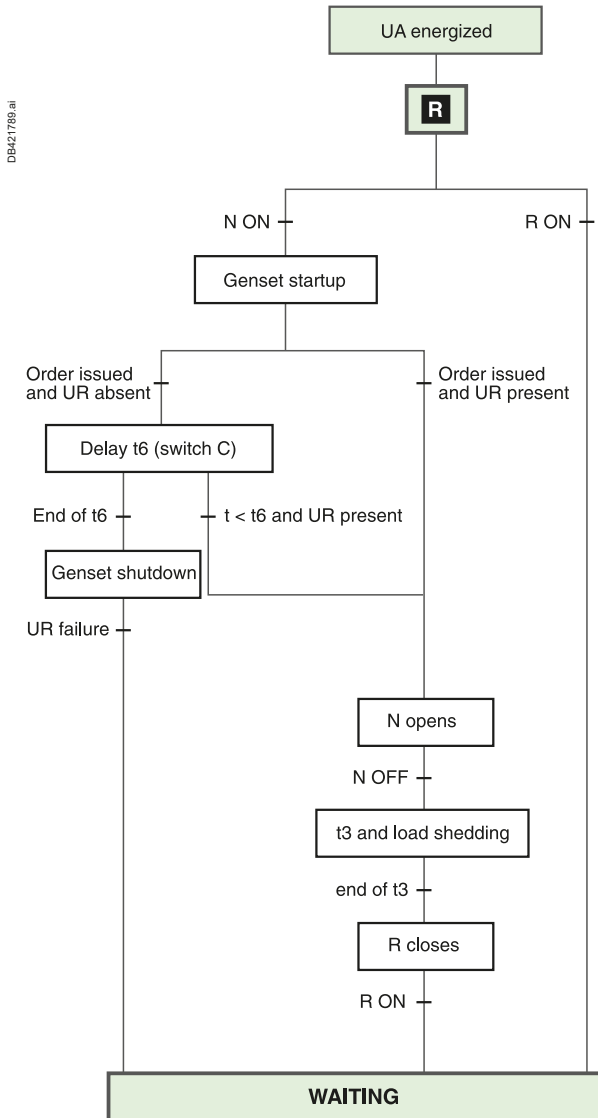 UA energized
DB421789.ai
R
N ON
R ON
Genset startup
Order issued
and UR absent
Order issued
and UR present
Delay t6 (switch C)
End of t6
t < t6 and UR present
Genset shutdown
UR failure
N opens
N OFF
t3 and load shedding
end of t3
R closes
R ON
WAITING